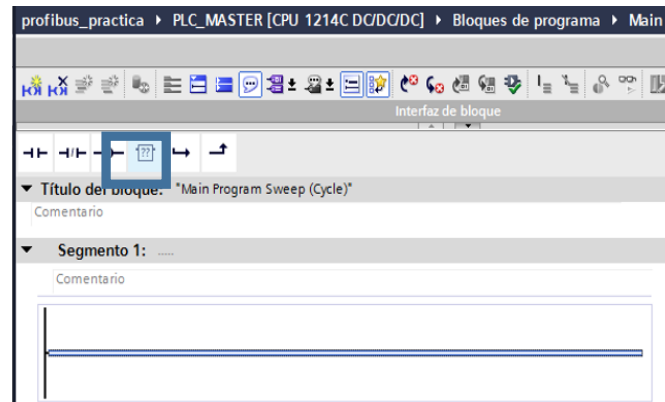 profibus_practica ▸ PLC_MASTER [CPU 1214C DC/DC/DC] ▸ Bloques de programa ▸ Main
Interfaz de bloque
??
Título del bloque: "Main Program Sweep (Cycle)"
Comentario
Segmento 1: .....
Comentario